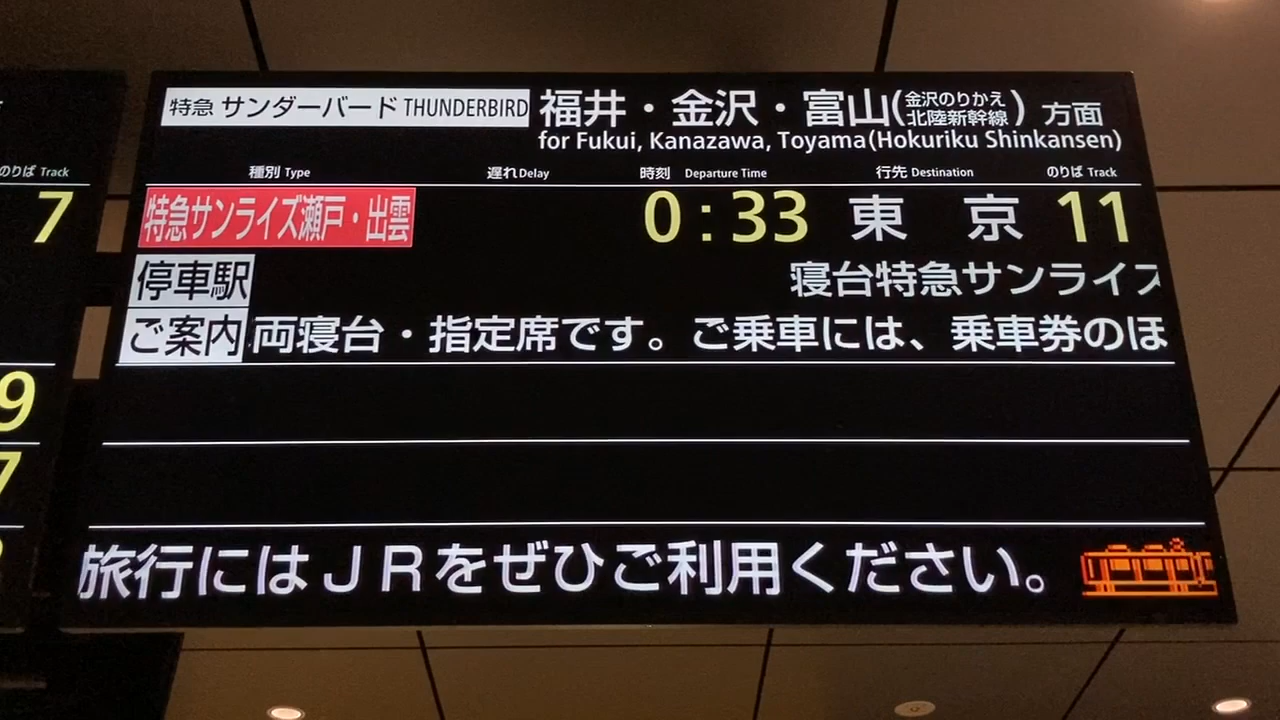 特急 サンダーバード THUNDERBIRD 福井・金沢・富山(金沢のりかえ北陸新幹線) 方面
for Fukui, Kanazawa, Toyama(Hokuriku Shinkansen)
のりば Track 種別 Type 遅れ Delay 時刻 Departure Time 行先 Destination のりば Track
7 特急サンライズ瀬戸・出雲 0:33 東京 11
停車駅 寝台特急サンライズ
ご案内 両寝台・指定席です。ご乗車には、乗車券のほ
9
7
旅行にはJRをぜひご利用ください。